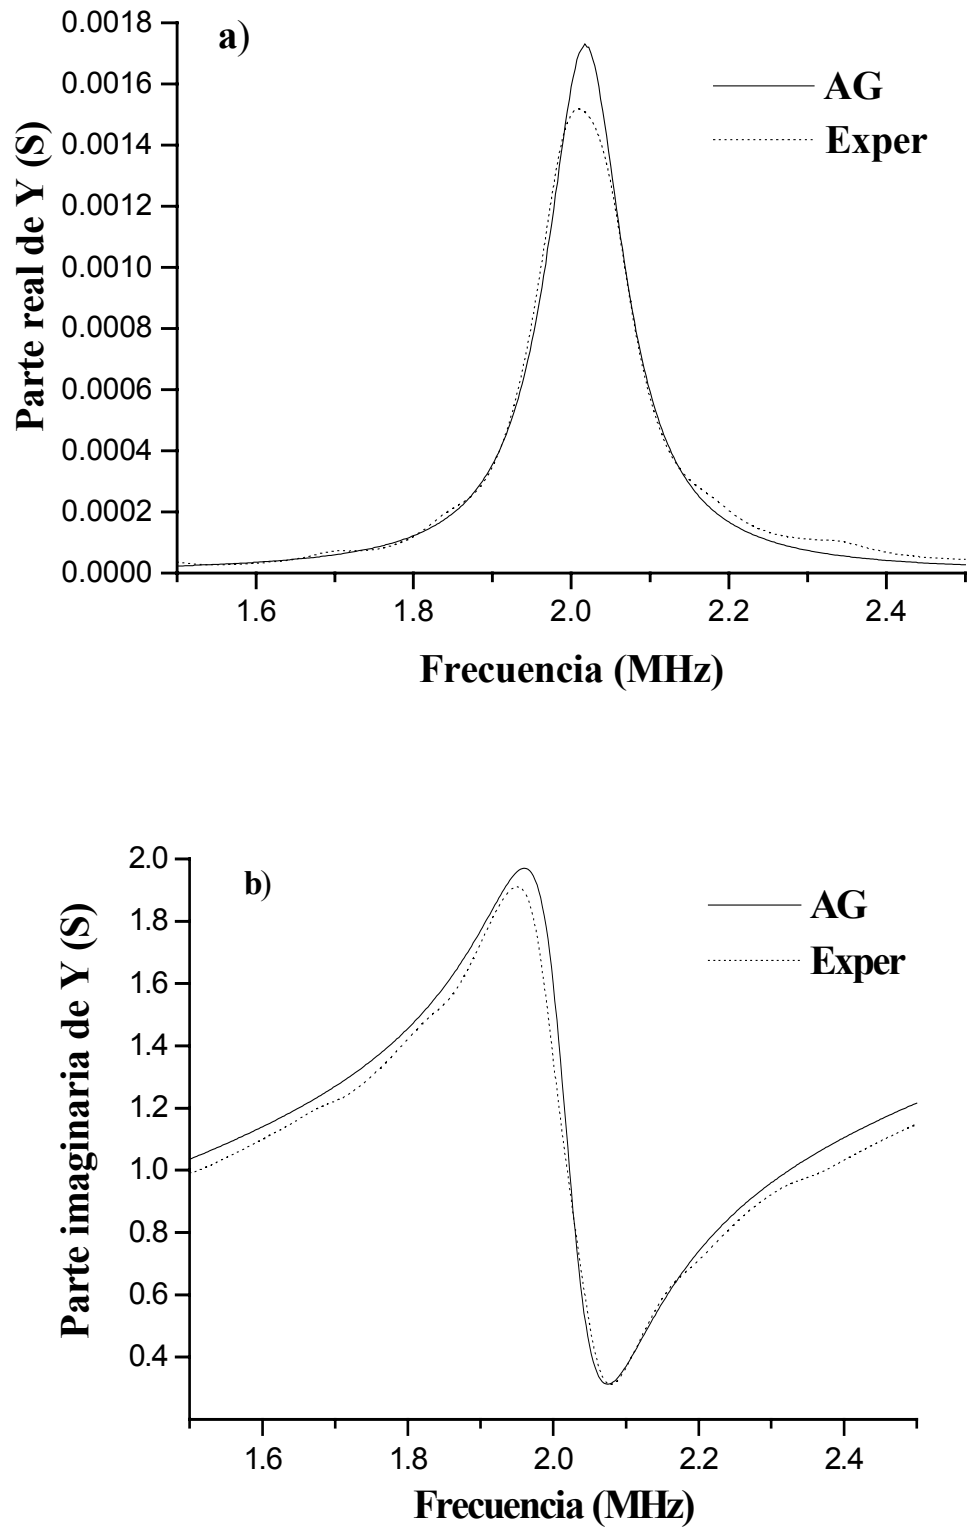 a)
AG
Exper
Parte real de Y (S)
0.0018
0.0016
0.0014
0.0012
0.0010
0.0008
0.0006
0.0004
0.0002
0.0000
1.6 1.8 2.0 2.2 2.4
Frecuencia (MHz)
b)
AG
Exper
Parte imaginaria de Y (S)
2.0
1.8
1.6
1.4
1.2
1.0
0.8
0.6
0.4
1.6 1.8 2.0 2.2 2.4
Frecuencia (MHz)